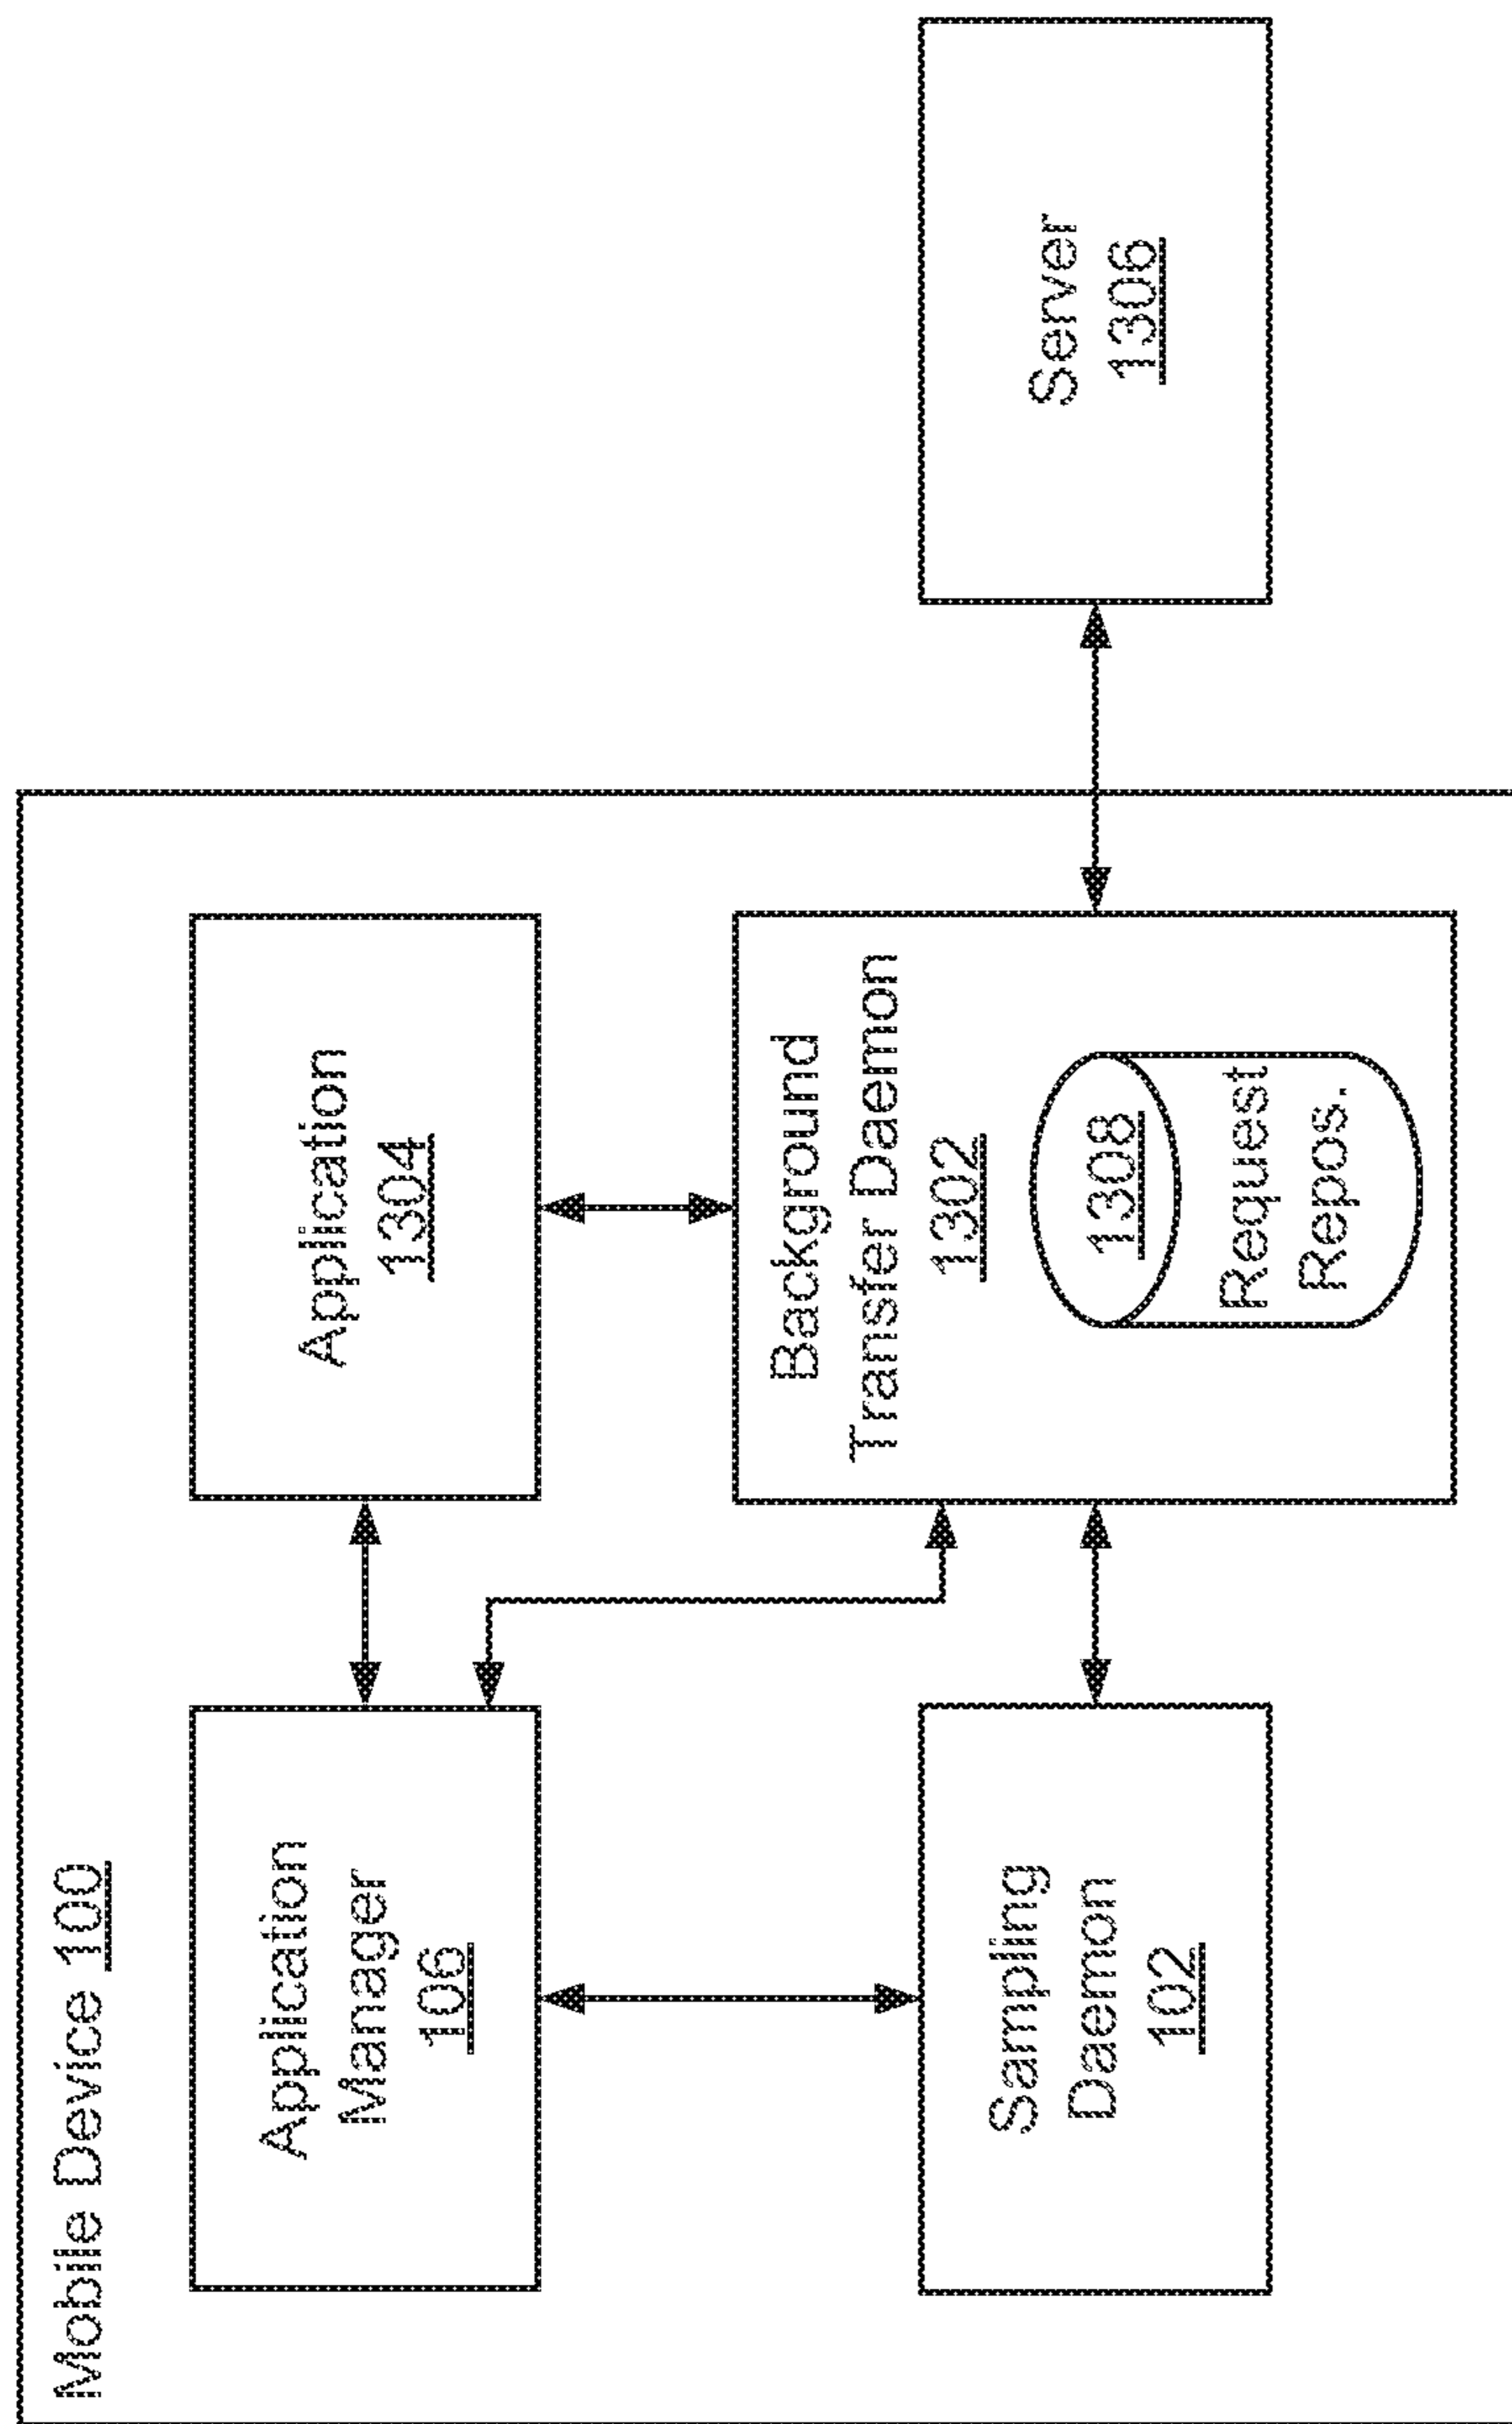 Mobile Device 100
Application
Manager
106
Application
1304
Sampling
Daemon
102
Background
Transfer Daemon
1302
1308
Request
Repos.
Server
1306